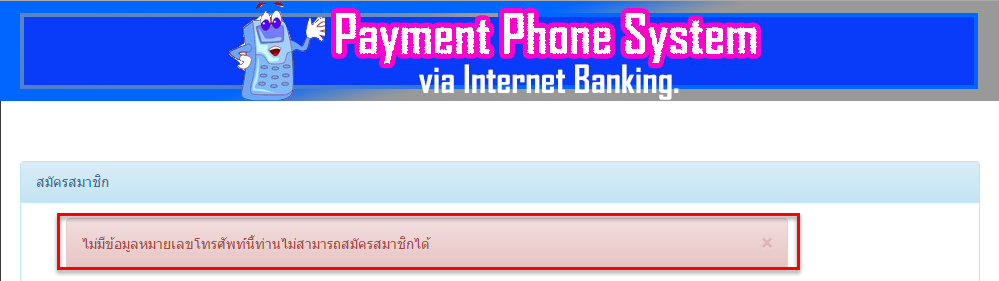 Payment Phone System
via Internet Banking.
สมัครสมาชิก
ไม่มีข้อมูลหมายเลขโทรศัพท์นี้ท่านไม่สามารถสมัครสมาชิกได้ ×